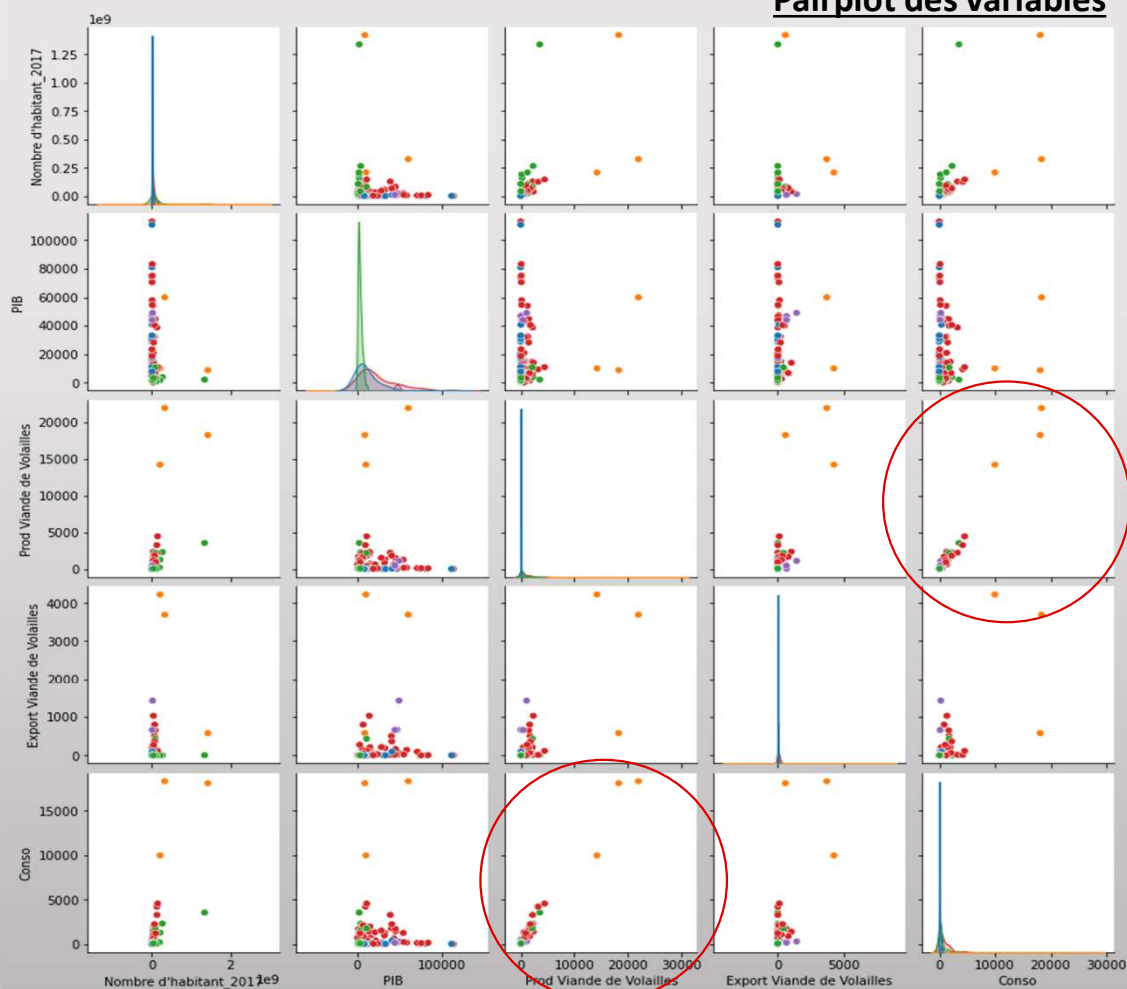 Pairplot des variables
1e9
Nombre d'habitant_2017
1.25
1.00
0.75
0.50
0.25
0.00
PIB
100000
80000
60000
40000
20000
0
Prod Viande de Volailles
20000
15000
10000
5000
0
Export Viande de Volailles
4000
3000
2000
1000
0
Conso
15000
10000
5000
0
0 2 0 100000 0 10000 20000 30000 0 5000 0 10000 20000 30000
Nombre d'habitant_2017 1e9 PIB Prod Viande de Volailles Export Viande de Volailles Conso